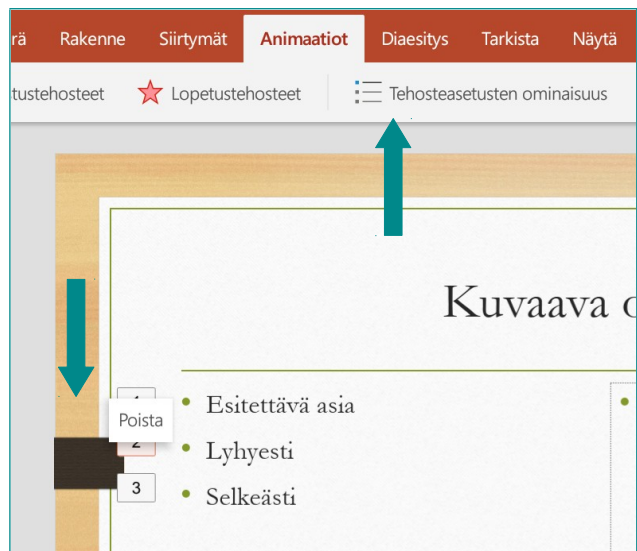 rä Rakenne Siirtymät Animaatiot Diaesitys Tarkista Näytä
tustehosteet Lopetustehosteet Tehosteasetusten ominaisuus
Kuvaava o
Poista
• Esitettävä asia
2 • Lyhyesti
3 • Selkeästi